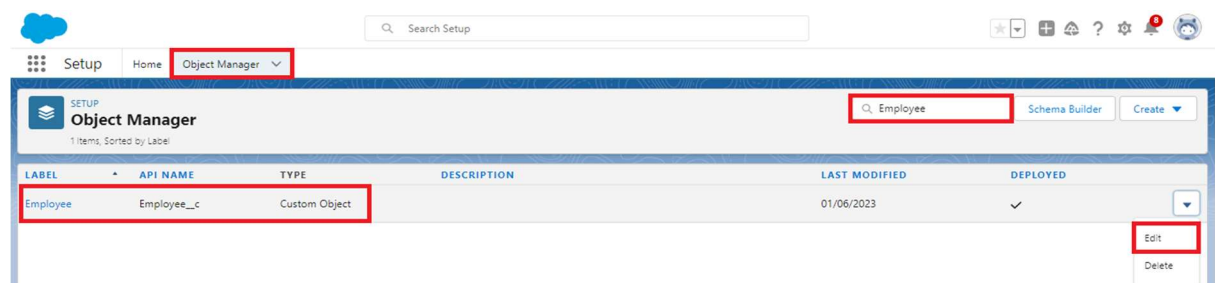 Search Setup
8
Setup Home Object Manager
SETUP
Object Manager
1 Items, Sorted by Label
Employee
Schema Builder
Create
LABEL API NAME TYPE DESCRIPTION LAST MODIFIED DEPLOYED
Employee Employee__c Custom Object 01/06/2023
Edit
Delete